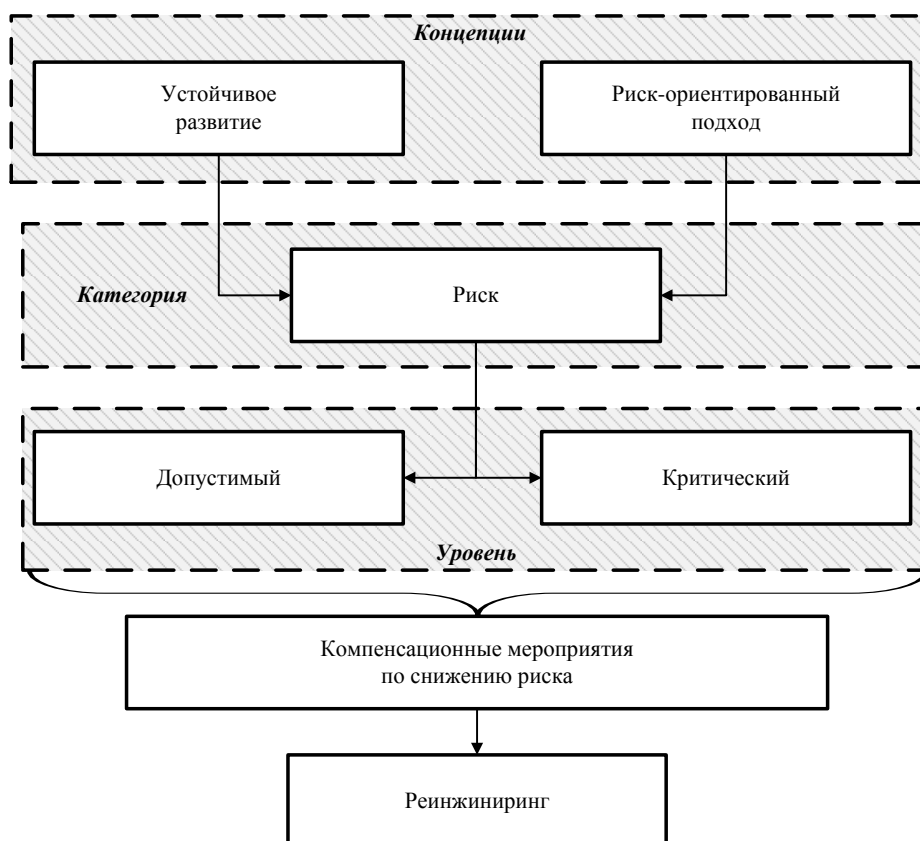 Концепции
Устойчивое
развитие
Риск-ориентированный
подход
Категория
Риск
Допустимый
Критический
Уровень
Компенсационные мероприятия
по снижению риска
Реинжиниринг